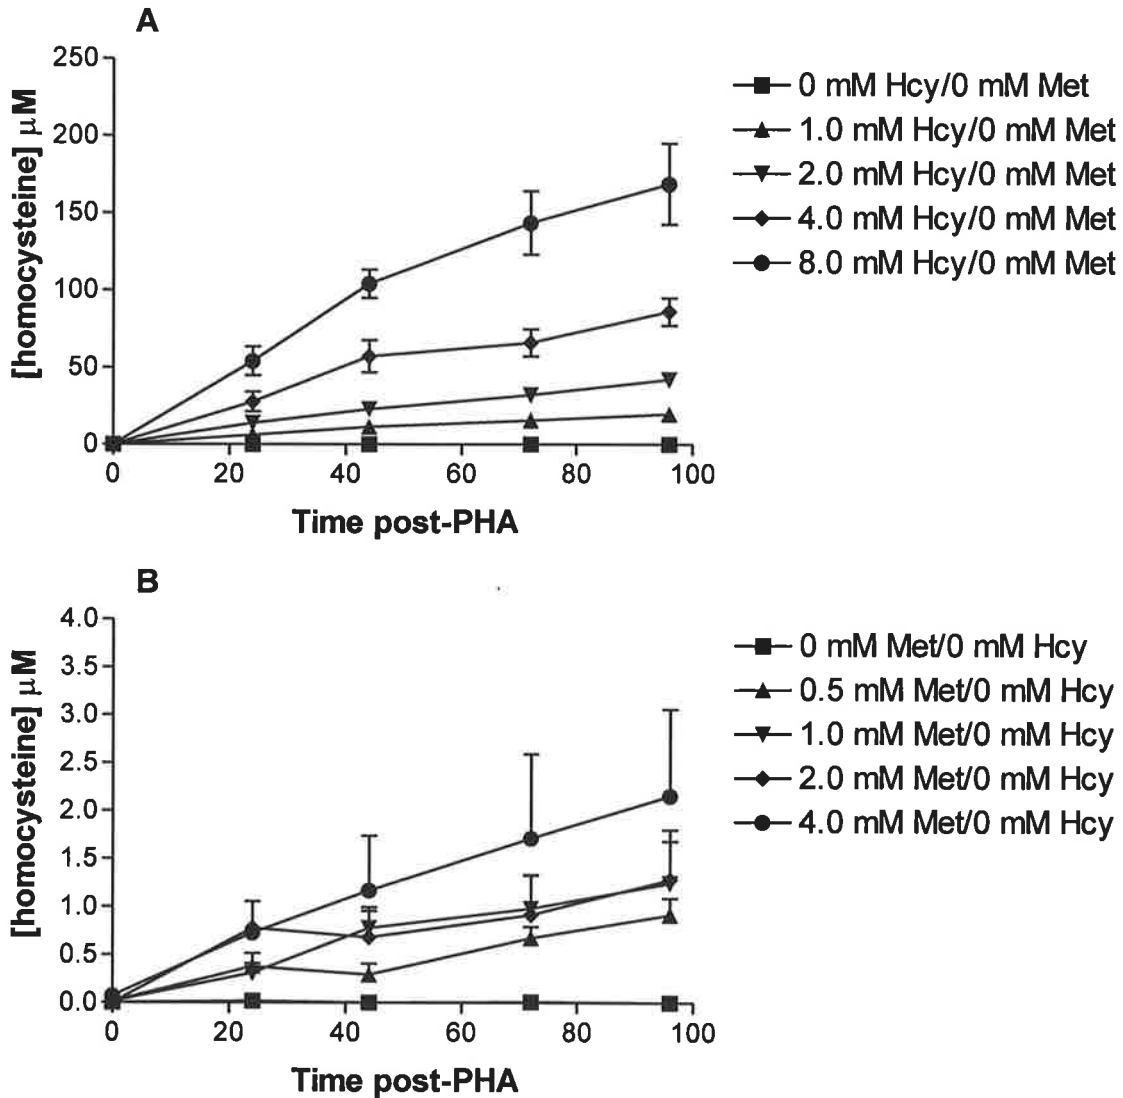 A
250
200
150
100
50
0
[homocysteine] μM
0 20 40 60 80 100
Time post-PHA
0 mM Hcy/0 mM Met
1.0 mM Hcy/0 mM Met
2.0 mM Hcy/0 mM Met
4.0 mM Hcy/0 mM Met
8.0 mM Hcy/0 mM Met
B
4.0
3.5
3.0
2.5
2.0
1.5
1.0
0.5
0.0
[homocysteine] μM
0 20 40 60 80 100
Time post-PHA
0 mM Met/0 mM Hcy
0.5 mM Met/0 mM Hcy
1.0 mM Met/0 mM Hcy
2.0 mM Met/0 mM Hcy
4.0 mM Met/0 mM Hcy